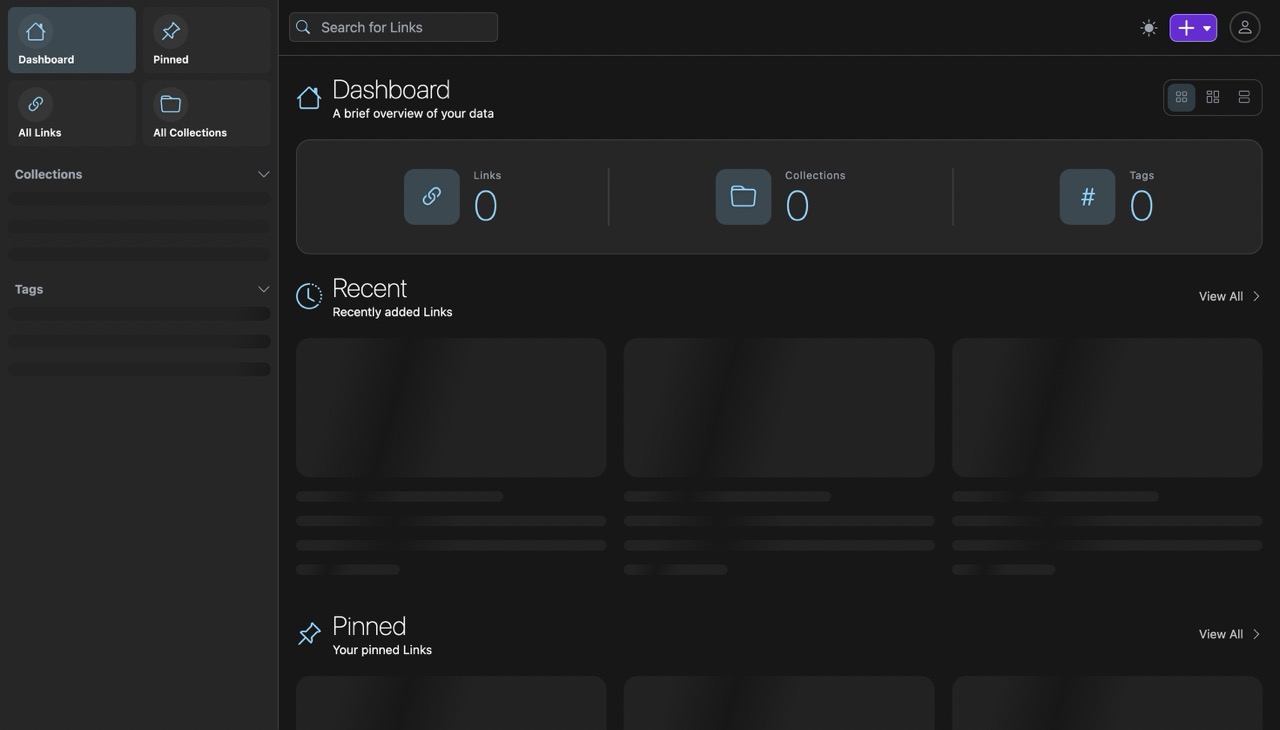 Dashboard
Pinned
All Links
All Collections
Collections
Tags
Search for Links
Dashboard
A brief overview of your data
Links
0
Collections
0
#
Tags
0
Recent
Recently added Links
View All
Pinned
Your pinned Links
View All